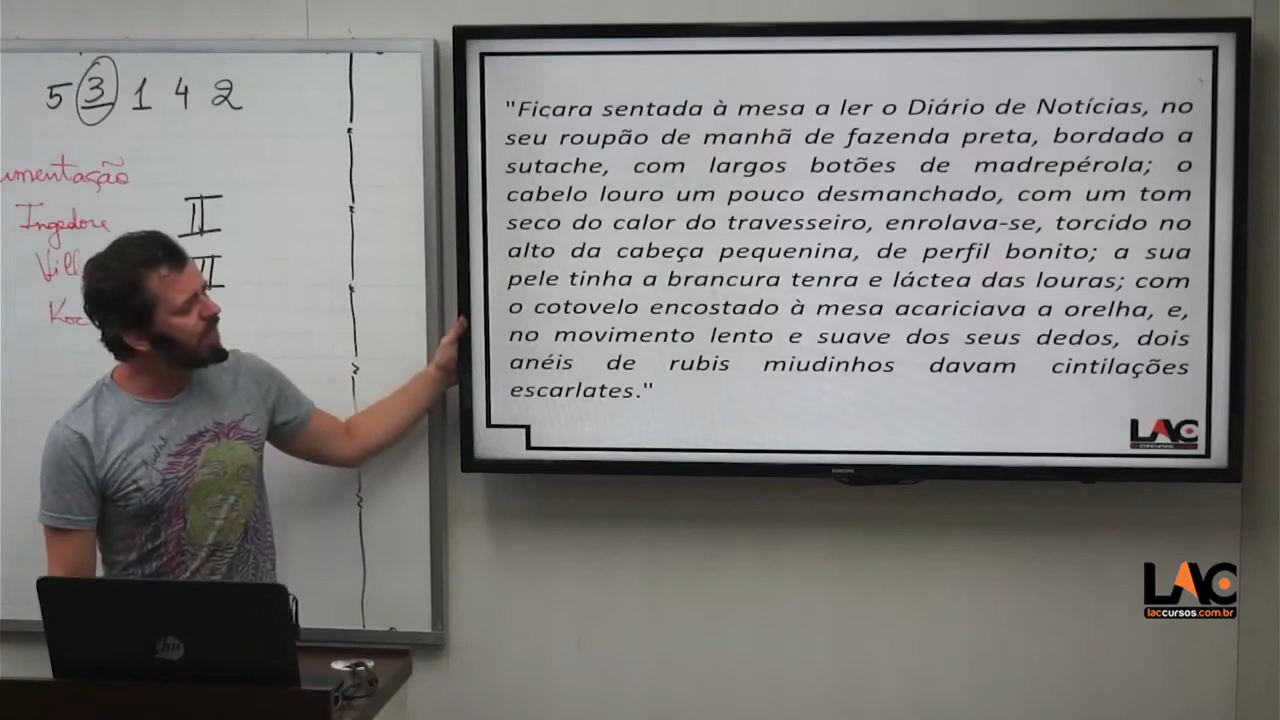 5 3 1 4 2
umentação
Ingedore
II
"Ficara sentada à mesa a ler o Diário de Notícias, no
seu roupão de manhã de fazenda preta, bordado a
sutache, com largos botões de madrepérola; o
cabelo louro um pouco desmanchado, com um tom
seco do calor do travesseiro, enrolava-se, torcido no
alto da cabeça pequenina, de perfil bonito; a sua
pele tinha a brancura tenra e láctea das louras; com
o cotovelo encostado à mesa acariciava a orelha, e,
no movimento lento e suave dos seus dedos, dois
anéis de rubis miudinhos davam cintilações
escarlates."
LAC
LAC
laccursos.com.br
hp